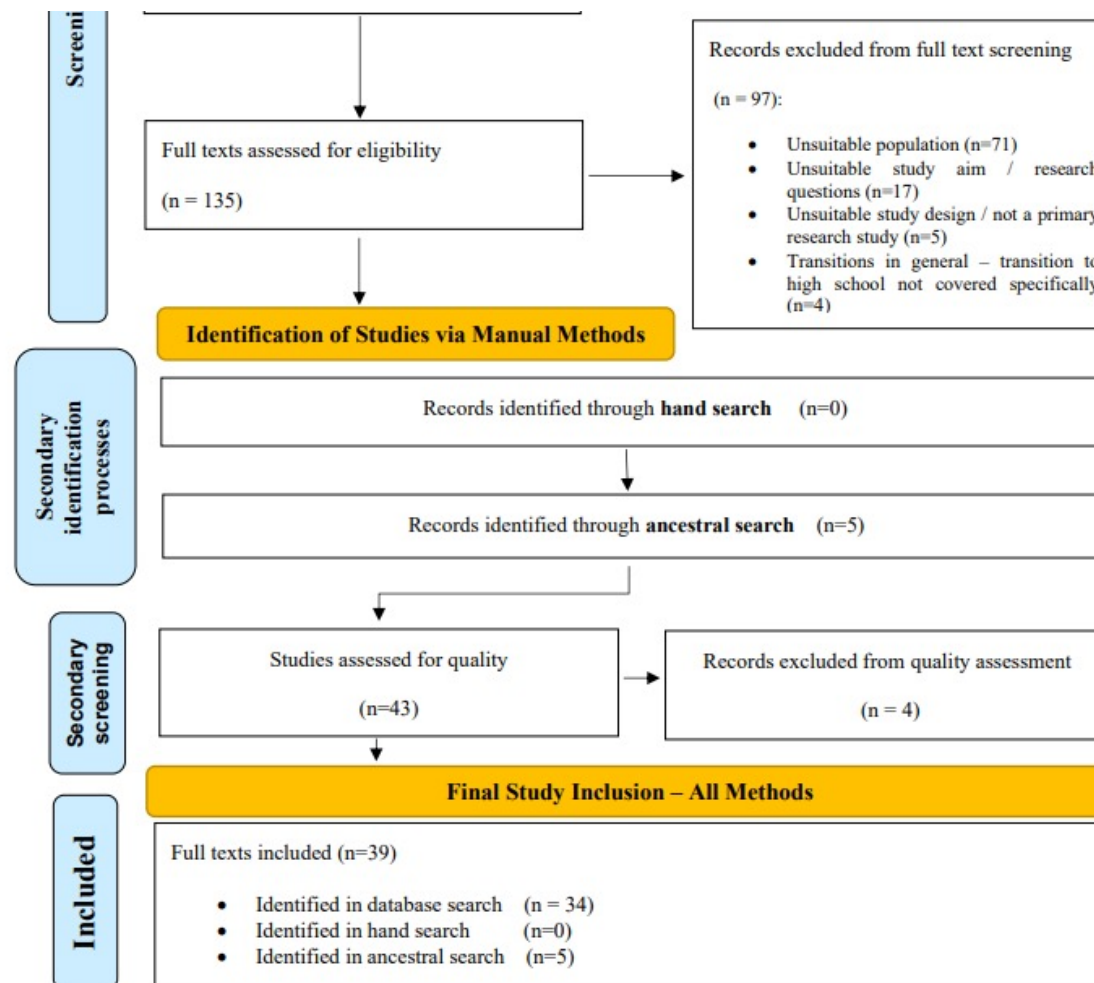 Screeni
Records excluded from full text screening
(n = 97):
• Unsuitable population (n=71)
• Unsuitable study aim / research
questions (n=17)
• Unsuitable study design / not a primary
research study (n=5)
• Transitions in general – transition to
high school not covered specifically
(n=4)
Full texts assessed for eligibility
(n = 135)
Identification of Studies via Manual Methods
Secondary
identification
processes
Records identified through hand search (n=0)
Records identified through ancestral search (n=5)
Secondary
screening
Studies assessed for quality
(n=43)
Records excluded from quality assessment
(n = 4)
Final Study Inclusion – All Methods
Included
Full texts included (n=39)
• Identified in database search (n = 34)
• Identified in hand search (n=0)
• Identified in ancestral search (n=5)